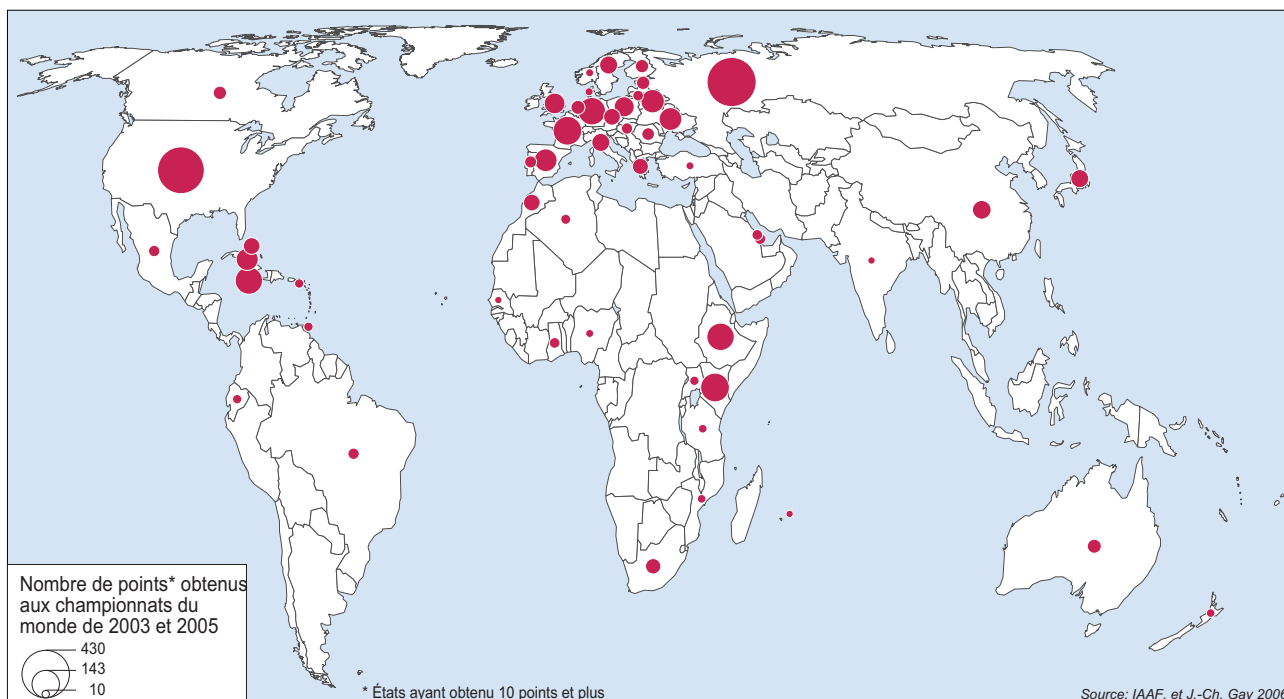 Nombre de points* obtenus
aux championnats du
monde de 2003 et 2005
430
143
10
* États ayant obtenu 10 points et plus
Source: IAAF, et J.-Ch. Gay 2006